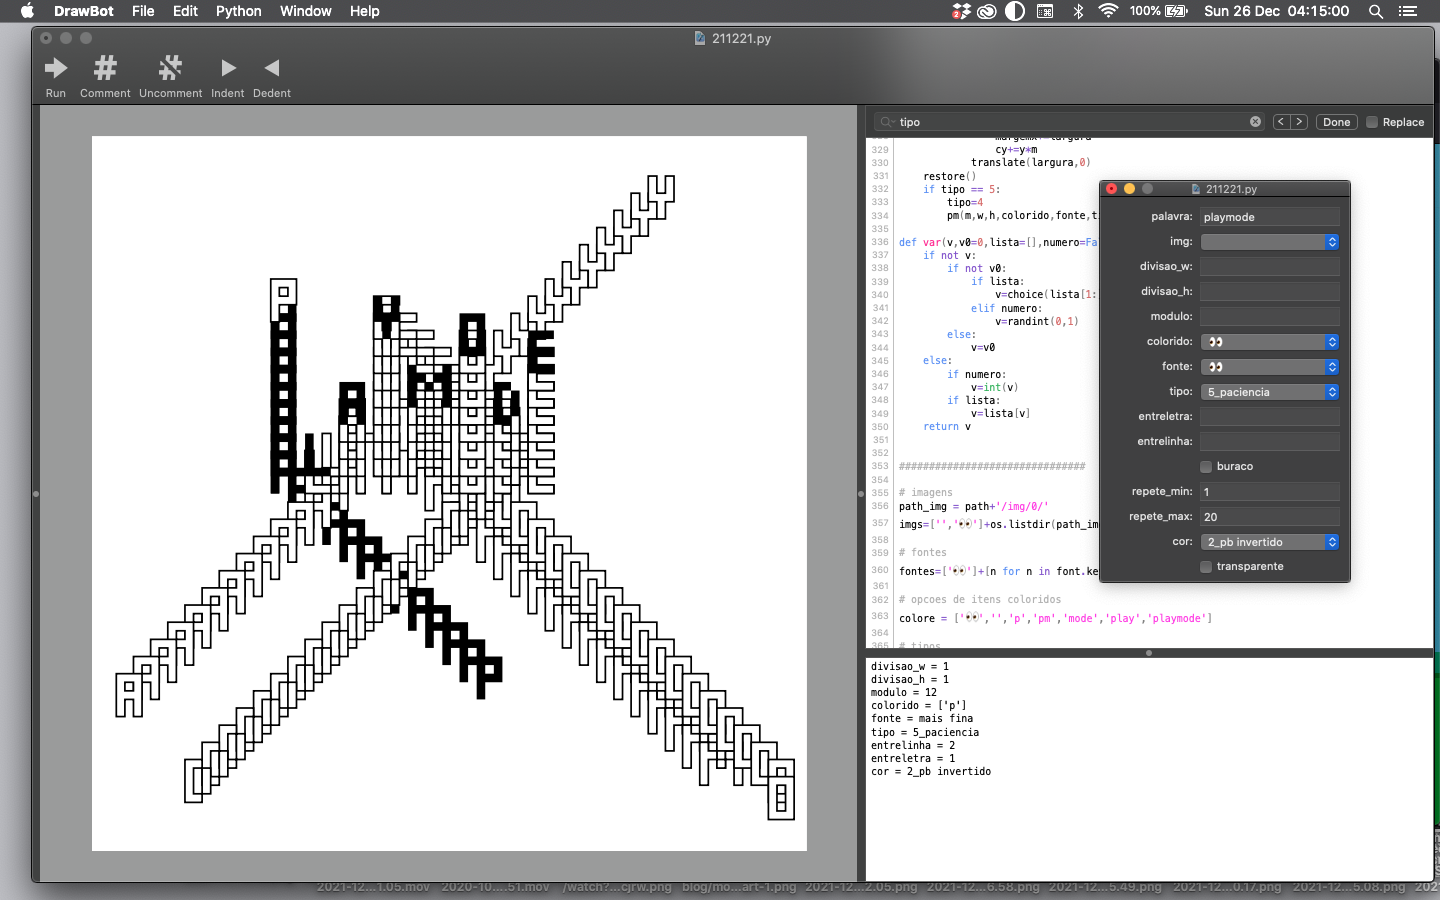 DrawBot File Edit Python Window Help
2
100%
Sun 26 Dec 04:15:00
211221.py
Run Comment Uncomment Indent Dedent
tipo
Done
Replace
329 cy+=y*m
330 translate(largura,0)
331 restore()
332 if tipo == 5:
333 tipo=4
334 pm(m,w,h,colorido,fonte,t
335
336 def var(v,v0=0,lista=[],numero=Fa
337 if not v:
338 if not v0:
339 if lista:
340 v=choice(lista[1:
341 elif numero:
342 v=randint(0,1)
343 else:
344 v=v0
345 else:
346 if numero:
347 v=int(v)
348 if lista:
349 v=lista[v]
350 return v
351
352
353 ###############################
354
355 # imagens
356 path_img = path+'/img/0/'
357 imgs=['','👀']+os.listdir(path_im
358
359 # fontes
360 fontes=['👀']+[n for n in font.ke
361
362 # opcoes de itens coloridos
363 colore = ['👀','','p','pm','mode','play','playmode']
364
365 # tipos
211221.py
palavra: playmode
img:
divisao_w:
divisao_h:
modulo:
colorido: 👀
fonte: 👀
tipo: 5_paciencia
entreletra:
entrelinha:
buraco
repete_min: 1
repete_max: 20
cor: 2_pb invertido
transparente
divisao_w = 1
divisao_h = 1
modulo = 12
colorido = ['p']
fonte = mais fina
tipo = 5_paciencia
entrelinha = 2
entreletra = 1
cor = 2_pb invertido
P L A Y M O D E
2021-12...1.05.mov 2020-10....51.mov /watch?...cjrw.png blog/mo...art-1.png 2021-12...2.05.png 2021-12...6.58.png 2021-12...5.49.png 2021-12...0.17.png 2021-12...5.08.png